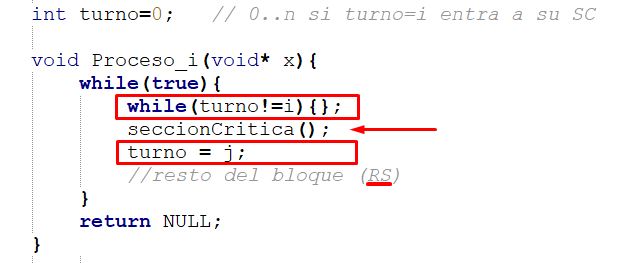 int turno=0;   // 0..n si turno=i entra a su SC
void Proceso_i(void* x){
    while(true){
        while(turno!=i){};
        seccionCritica();
        turno = j;
        //resto del bloque (RS)
    }
    return NULL;
}